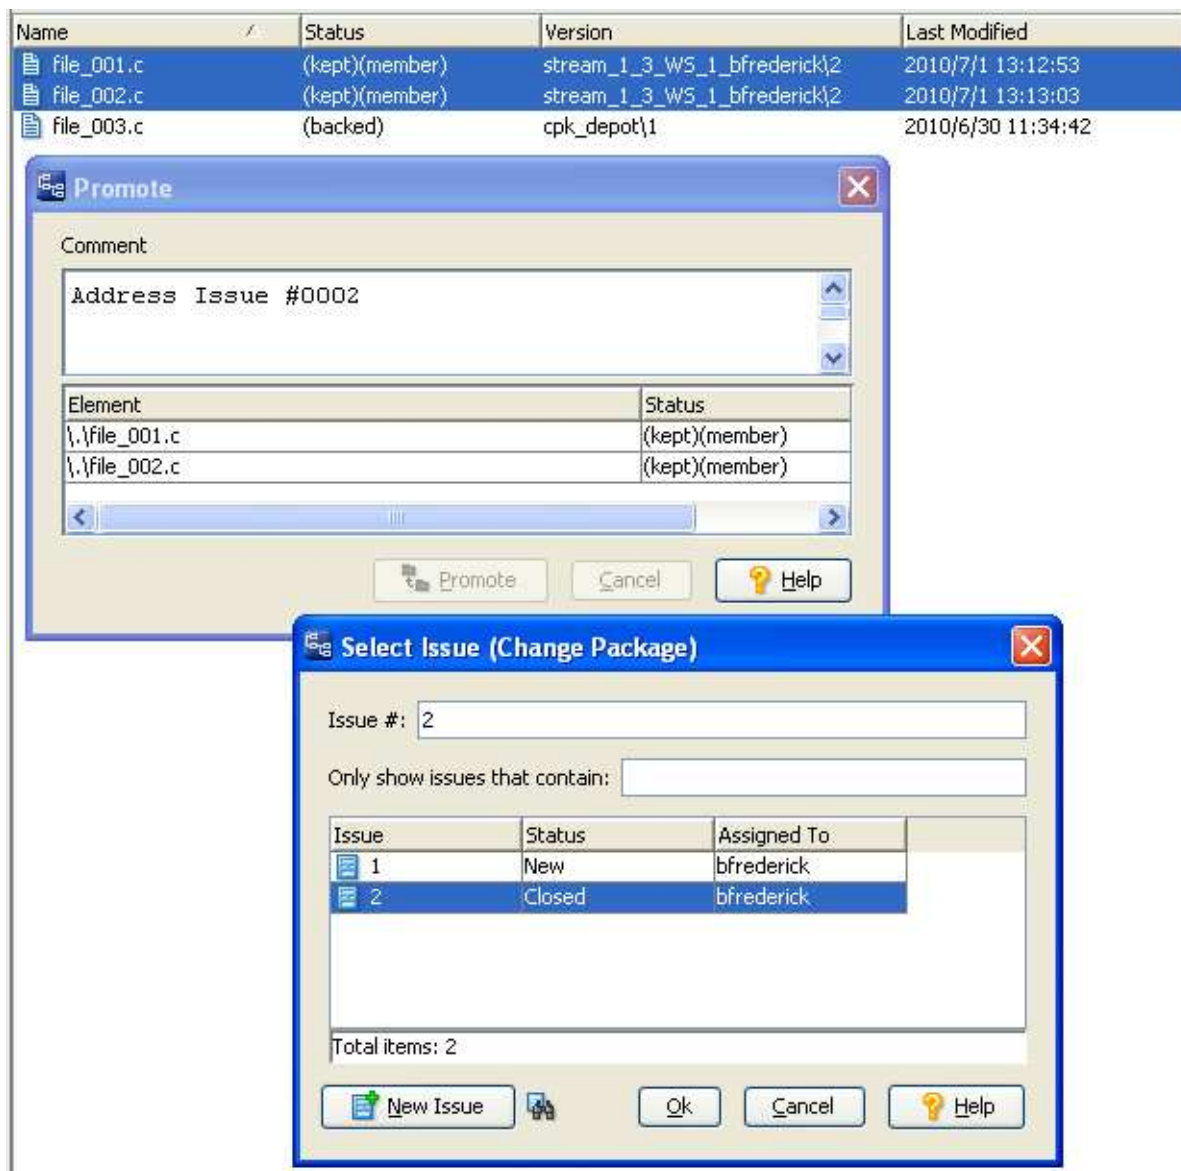 Name Status Version Last Modified
file_001.c (kept)(member) stream_1_3_WS_1_bfrederick\2 2010/7/1 13:12:53
file_002.c (kept)(member) stream_1_3_WS_1_bfrederick\2 2010/7/1 13:13:03
file_003.c (backed) cpk_depot\1 2010/6/30 11:34:42
Promote
Comment
Address Issue #0002
Element Status
\.\file_001.c (kept)(member)
\.\file_002.c (kept)(member)
Promote Cancel Help
Select Issue (Change Package)
Issue #: 2
Only show issues that contain:
Issue Status Assigned To
1 New bfrederick
2 Closed bfrederick
Total items: 2
New Issue Ok Cancel Help